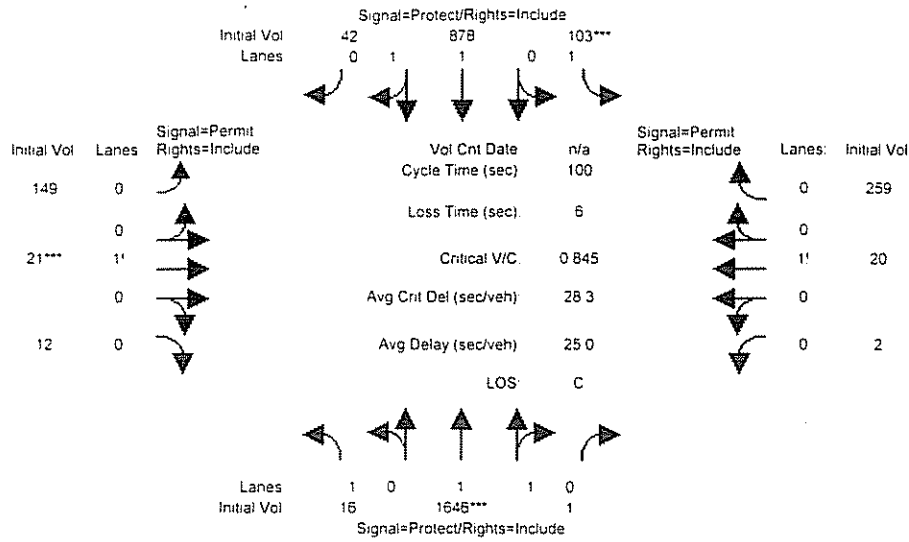 Signal=Protect/Rights=Include
Initial Vol 42 878 103***
Lanes 0 1 1 0 1
Initial Vol Lanes Signal=Permit Rights=Include
Vol Cnt Date n/a
Signal=Permit Rights=Include Lanes: Initial Vol
Cycle Time (sec) 100
149 0
0 259
Loss Time (sec): 6
0
0
21*** 1!
Critical V/C: 0.845
1! 20
0
Avg Crit Del (sec/veh): 28.3
0
12 0
Avg Delay (sec/veh) 25.0
0 2
LOS: C
Lanes 1 0 1 1 0
Initial Vol 16 1646*** 1
Signal=Protect/Rights=Include